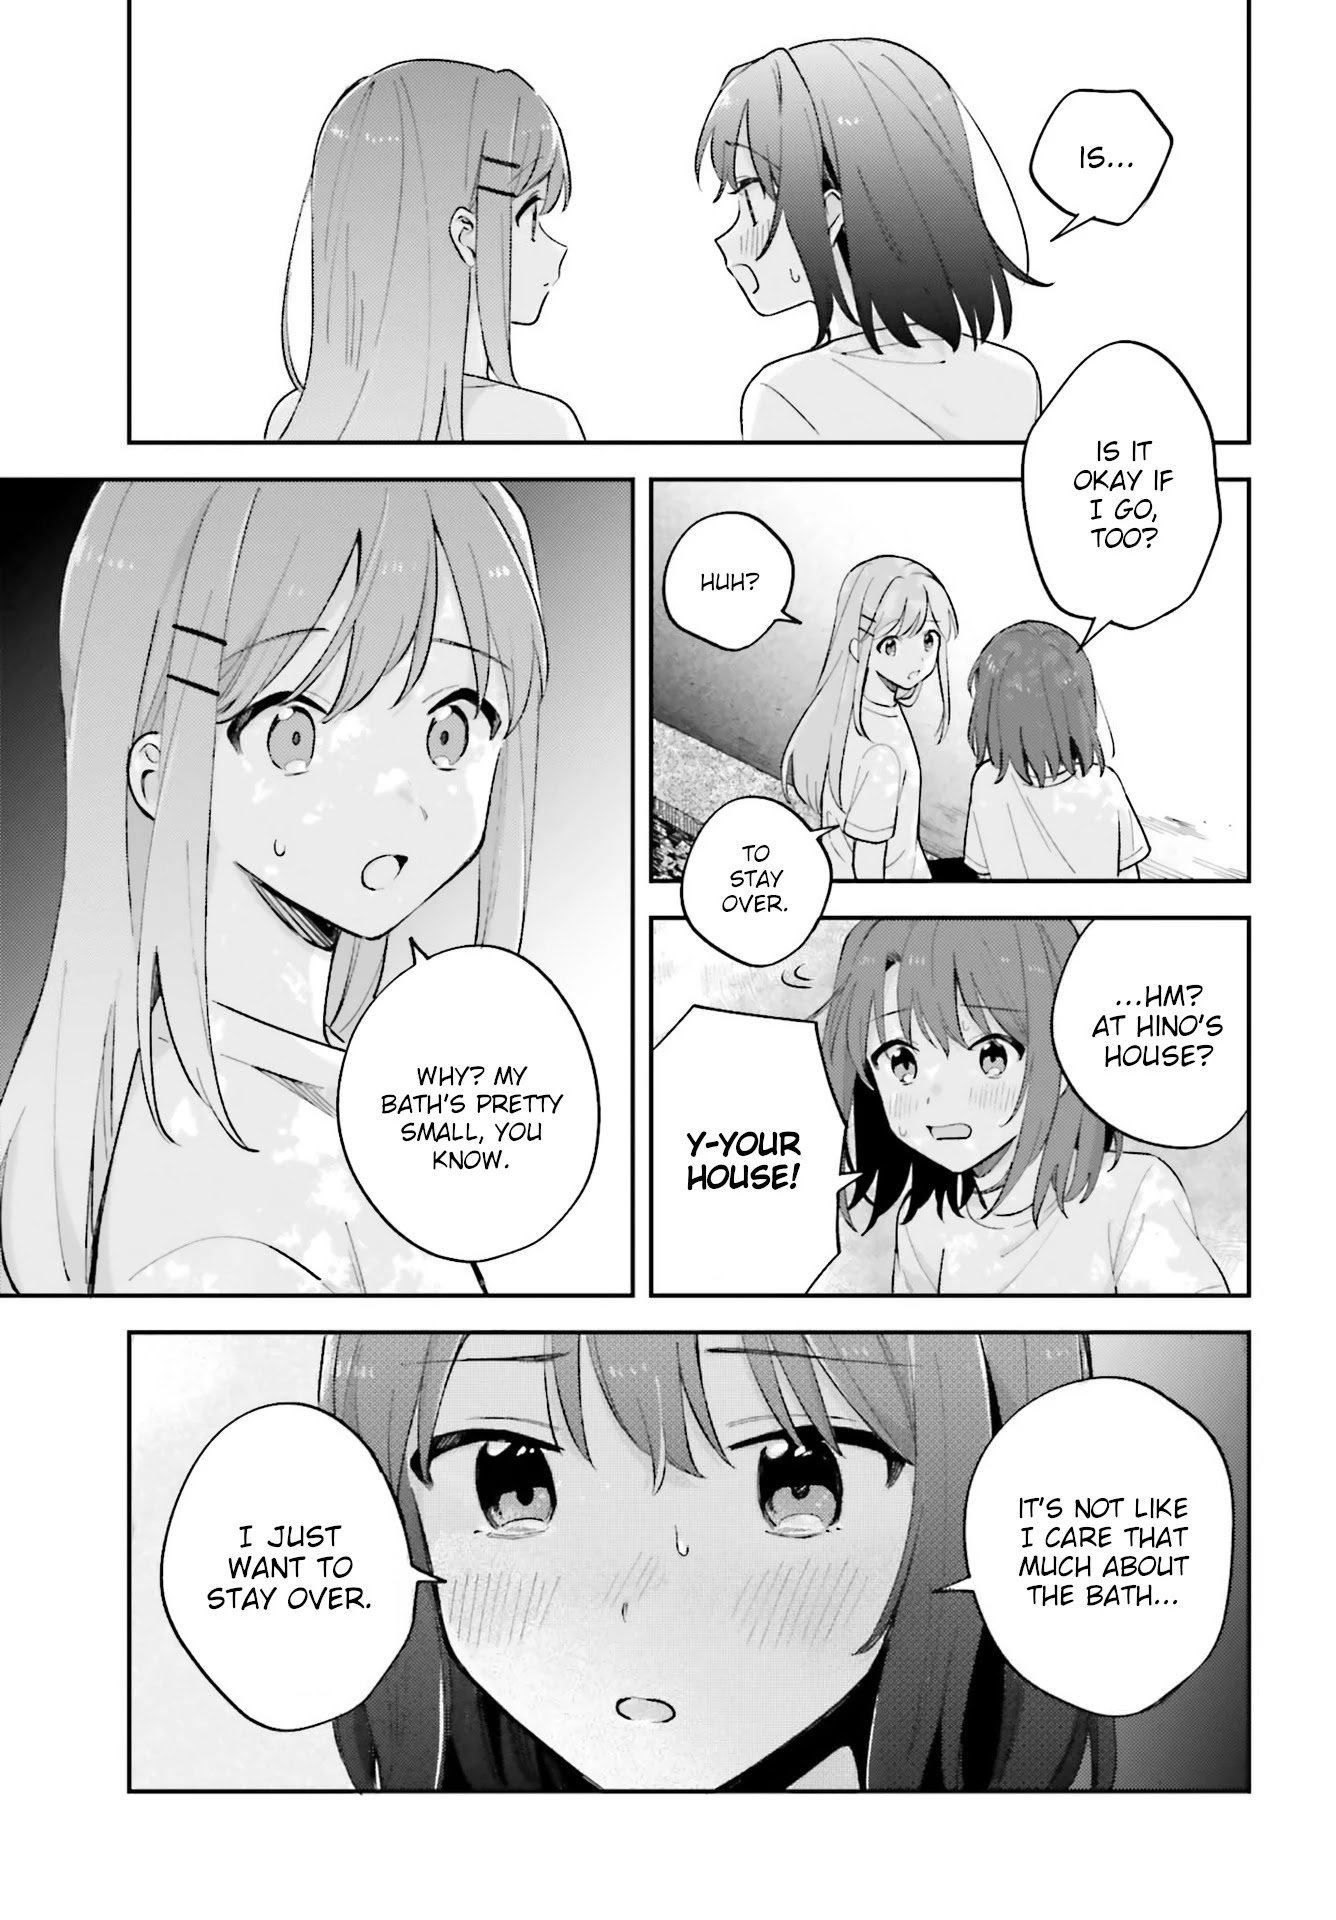 IS...
IS IT
OKAY IF
I GO,
TOO?
HUH?
TO
STAY
OVER.
...HM?
AT HINO'S
HOUSE?
Y-YOUR
HOUSE!
WHY? MY
BATH'S PRETTY
SMALL, YOU
KNOW.
IT'S NOT LIKE
I CARE THAT
MUCH ABOUT
THE BATH...
I JUST
WANT TO
STAY OVER.